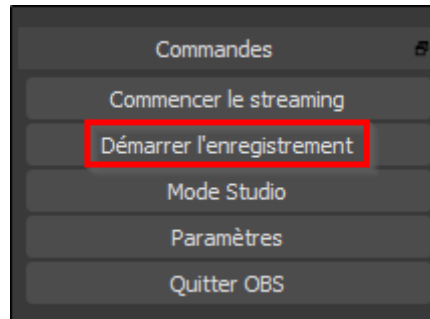 Commandes
Commencer le streaming
Démarrer l'enregistrement
Mode Studio
Paramètres
Quitter OBS